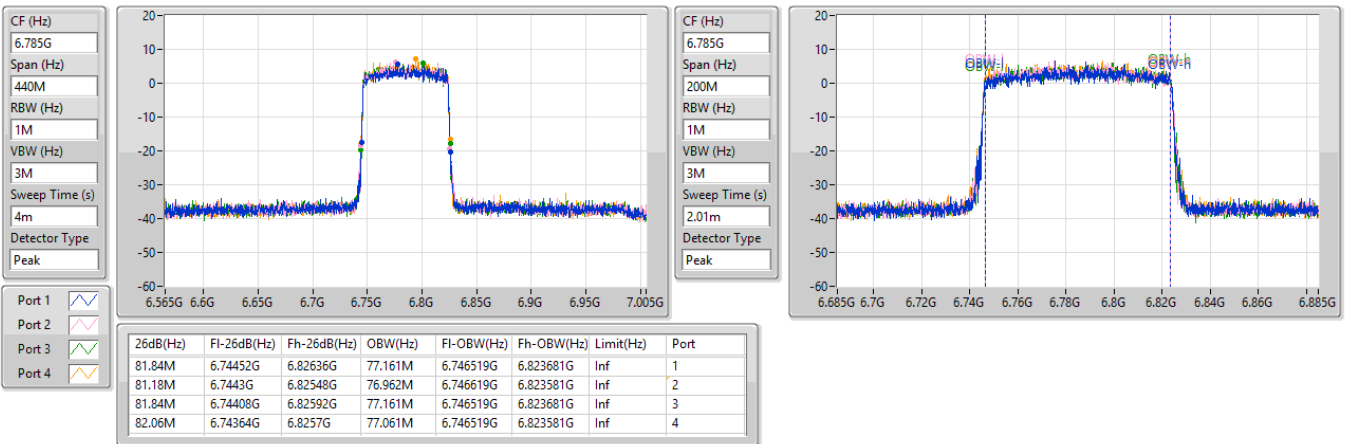 CF (Hz)
6.785G
Span (Hz)
440M
RBW (Hz)
1M
VBW (Hz)
3M
Sweep Time (s)
4m
Detector Type
Peak
20
10
0
-10
-20
-30
-40
-50
-60
6.565G 6.6G 6.65G 6.7G 6.75G 6.8G 6.85G 6.9G 6.95G 7.005G
CF (Hz)
6.785G
Span (Hz)
200M
RBW (Hz)
1M
VBW (Hz)
3M
Sweep Time (s)
2.01m
Detector Type
Peak
20
10
0
-10
-20
-30
-40
-50
-60
OBW-l OBW-h
6.685G 6.7G 6.72G 6.74G 6.76G 6.78G 6.8G 6.82G 6.84G 6.86G 6.885G
Port 1
Port 2
Port 3
Port 4
26dB(Hz) Fl-26dB(Hz) Fh-26dB(Hz) OBW(Hz) Fl-OBW(Hz) Fh-OBW(Hz) Limit(Hz) Port
81.84M 6.74452G 6.82636G 77.161M 6.746519G 6.823681G Inf 1
81.18M 6.7443G 6.82548G 76.962M 6.746619G 6.823581G Inf 2
81.84M 6.74408G 6.82592G 77.161M 6.746519G 6.823681G Inf 3
82.06M 6.74364G 6.8257G 77.061M 6.746519G 6.823581G Inf 4